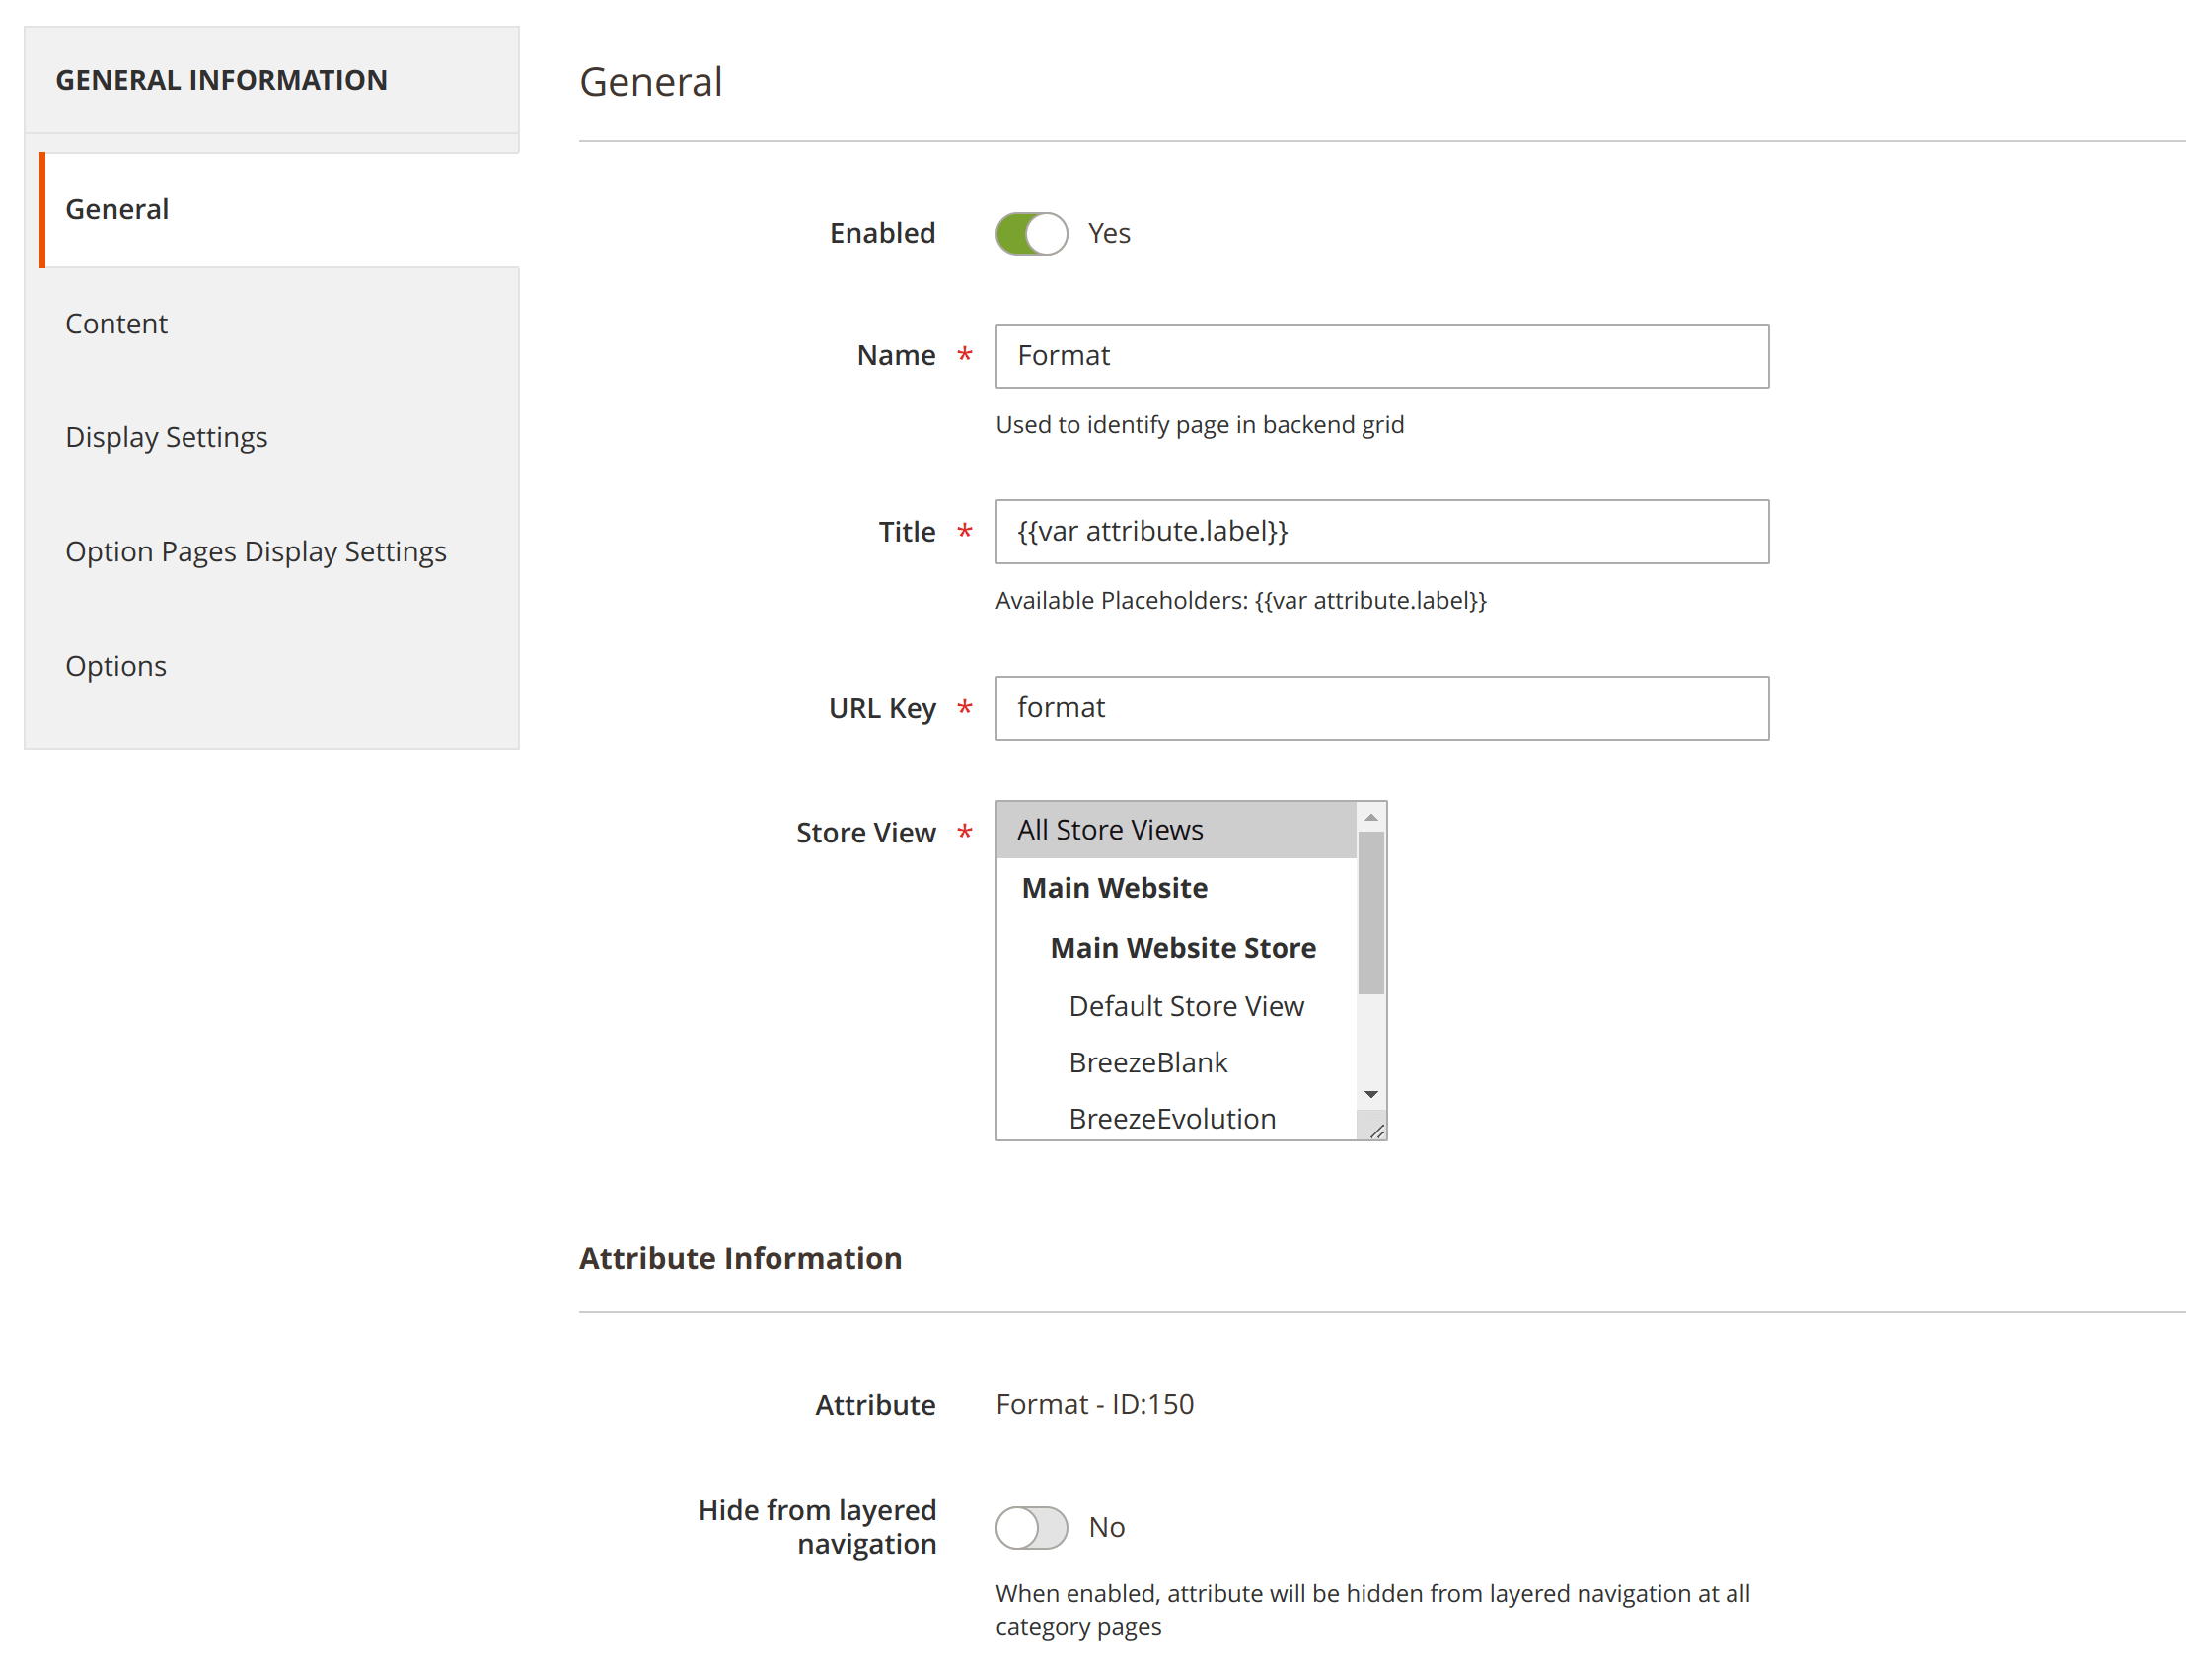 GENERAL INFORMATION
General
Content
Display Settings
Option Pages Display Settings
Options
General
Enabled Yes
Name * Format
Used to identify page in backend grid
Title * {{var attribute.label}}
Available Placeholders: {{var attribute.label}}
URL Key * format
Store View * All Store Views
Main Website
Main Website Store
Default Store View
BreezeBlank
BreezeEvolution
Attribute Information
Attribute Format - ID:150
Hide from layered
navigation
No
When enabled, attribute will be hidden from layered navigation at all
category pages